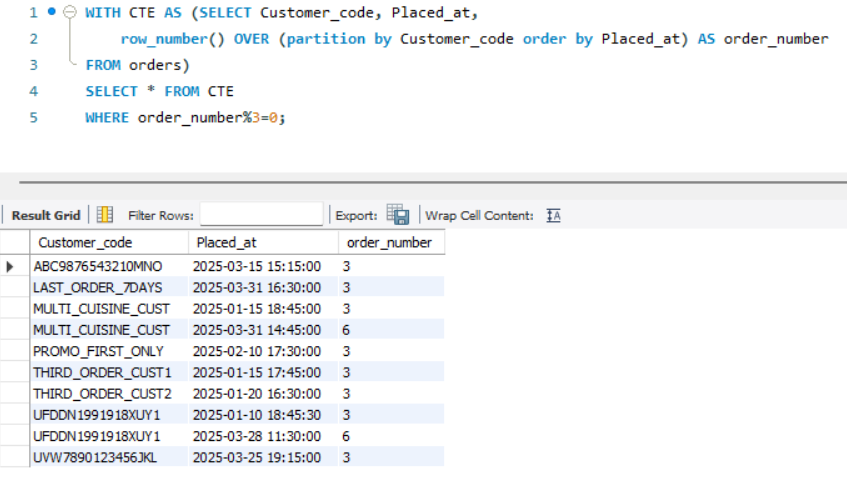 1 WITH CTE AS (SELECT Customer_code, Placed_at,
2 row_number() OVER (partition by Customer_code order by Placed_at) AS order_number
3 FROM orders)
4 SELECT * FROM CTE
5 WHERE order_number%3=0;
Result Grid Filter Rows: Export: Wrap Cell Content: IA
Customer_code Placed_at order_number
ABC9876543210MNO 2025-03-15 15:15:00 3
LAST_ORDER_7DAYS 2025-03-31 16:30:00 3
MULTI_CUISINE_CUST 2025-01-15 18:45:00 3
MULTI_CUISINE_CUST 2025-03-31 14:45:00 6
PROMO_FIRST_ONLY 2025-02-10 17:30:00 3
THIRD_ORDER_CUST1 2025-01-15 17:45:00 3
THIRD_ORDER_CUST2 2025-01-20 16:30:00 3
UFDDN1991918XUY1 2025-01-10 18:45:30 3
UFDDN1991918XUY1 2025-03-28 11:30:00 6
UVW7890123456JKL 2025-03-25 19:15:00 3